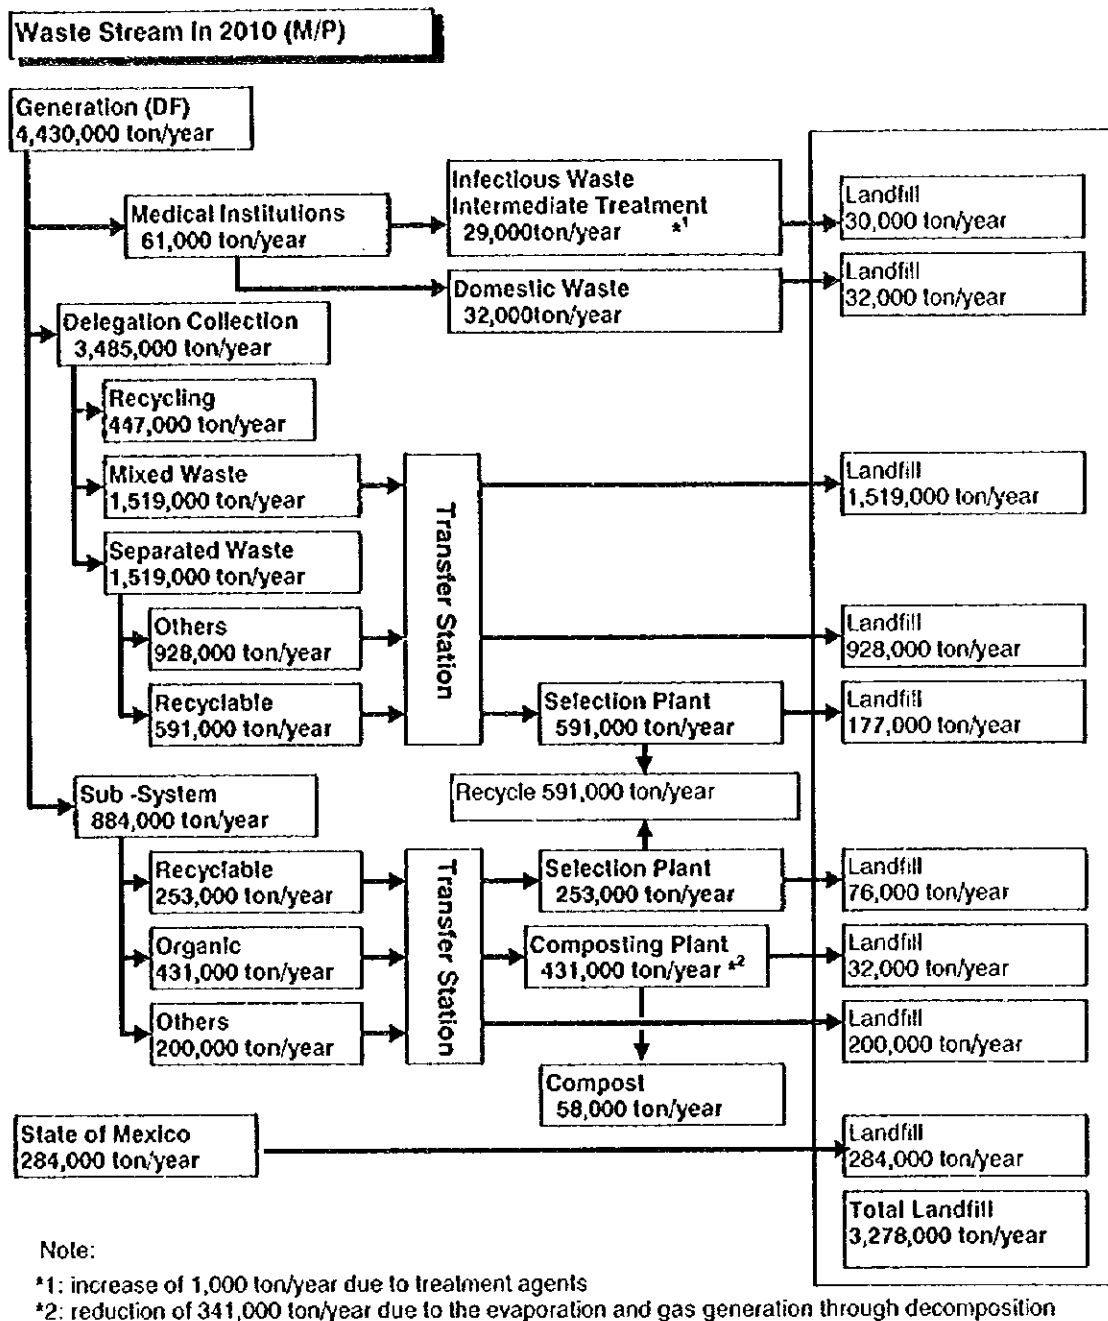 Waste Stream in 2010 (M/P)
Generation (DF)
4,430,000 ton/year
Medical Institutions
61,000 ton/year
Infectious Waste
Intermediate Treatment
29,000ton/year *1
Landfill
30,000 ton/year
Domestic Waste
32,000ton/year
Landfill
32,000 ton/year
Delegation Collection
3,485,000 ton/year
Recycling
447,000 ton/year
Mixed Waste
1,519,000 ton/year
Transfer Station
Landfill
1,519,000 ton/year
Separated Waste
1,519,000 ton/year
Others
928,000 ton/year
Landfill
928,000 ton/year
Recyclable
591,000 ton/year
Selection Plant
591,000 ton/year
Landfill
177,000 ton/year
Recycle 591,000 ton/year
Sub -System
884,000 ton/year
Recyclable
253,000 ton/year
Transfer Station
Selection Plant
253,000 ton/year
Landfill
76,000 ton/year
Organic
431,000 ton/year
Composting Plant
431,000 ton/year *2
Landfill
32,000 ton/year
Others
200,000 ton/year
Landfill
200,000 ton/year
Compost
58,000 ton/year
State of Mexico
284,000 ton/year
Landfill
284,000 ton/year
Total Landfill
3,278,000 ton/year
Note:
*1: increase of 1,000 ton/year due to treatment agents
*2: reduction of 341,000 ton/year due to the evaporation and gas generation through decomposition